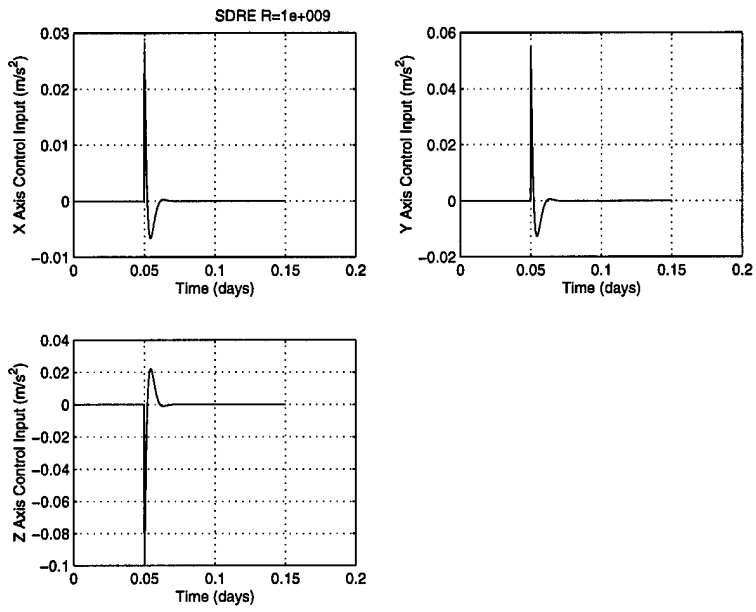 SDRE R=1e+009
X Axis Control Input (m/s²)
0.03
0.02
0.01
0
−0.01
0 0.05 0.1 0.15 0.2
Time (days)
Y Axis Control Input (m/s²)
0.06
0.04
0.02
0
−0.02
0 0.05 0.1 0.15 0.2
Time (days)
Z Axis Control Input (m/s²)
0.04
0.02
0
−0.02
−0.04
−0.06
−0.08
−0.1
0 0.05 0.1 0.15 0.2
Time (days)